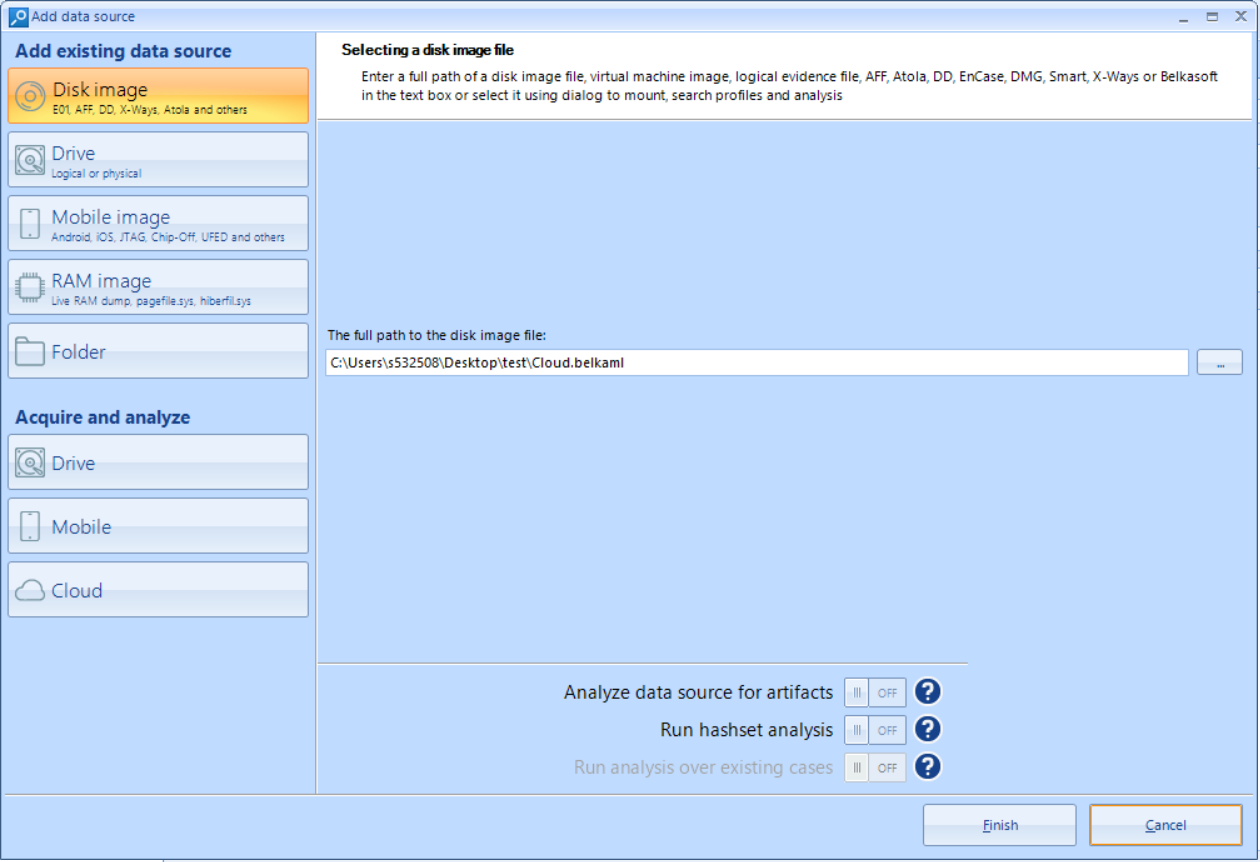 Add data source
Add existing data source
Disk image
E01, AFF, DD, X-Ways, Atola and others
Drive
Logical or physical
Mobile image
Android, iOS, JTAG, Chip-Off, UFED and others
RAM image
Live RAM dump, pagefile.sys, hiberfil.sys
Folder
Acquire and analyze
Drive
Mobile
Cloud
Selecting a disk image file
Enter a full path of a disk image file, virtual machine image, logical evidence file, AFF, Atola, DD, EnCase, DMG, Smart, X-Ways or Belkasoft
in the text box or select it using dialog to mount, search profiles and analysis
The full path to the disk image file:
C:\Users\s532508\Desktop\test\Cloud.belkaml
...
Analyze data source for artifacts OFF ?
Run hashset analysis OFF ?
Run analysis over existing cases OFF ?
Finish Cancel